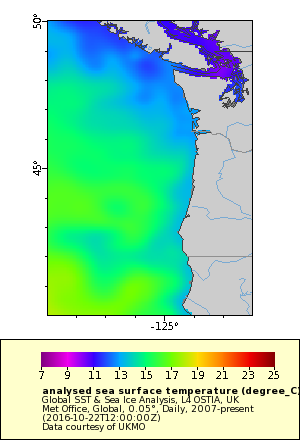 50°
45°
-125°
7 9 11 13 15 17 19 21 23 25
analysed sea surface temperature (degree_C)
Global SST & Sea Ice Analysis, L4 OSTIA, UK
Met Office, Global, 0.05°, Daily, 2007-present
(2016-10-22T12:00:00Z)
Data courtesy of UKMO